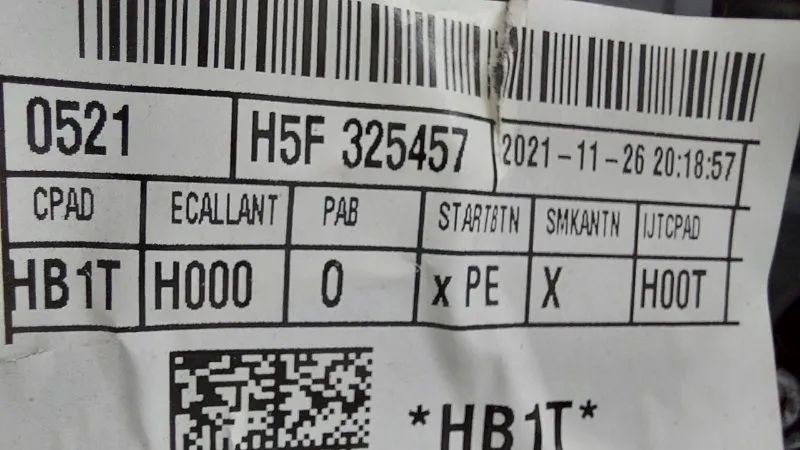 0521 H5F 325457 2021-11-26 20:18:57
CPAD ECALLANT PAB STARTBTN SMKANTN IJTCPAD
HB1T H000 0 x PE X H00T
*HB1T*